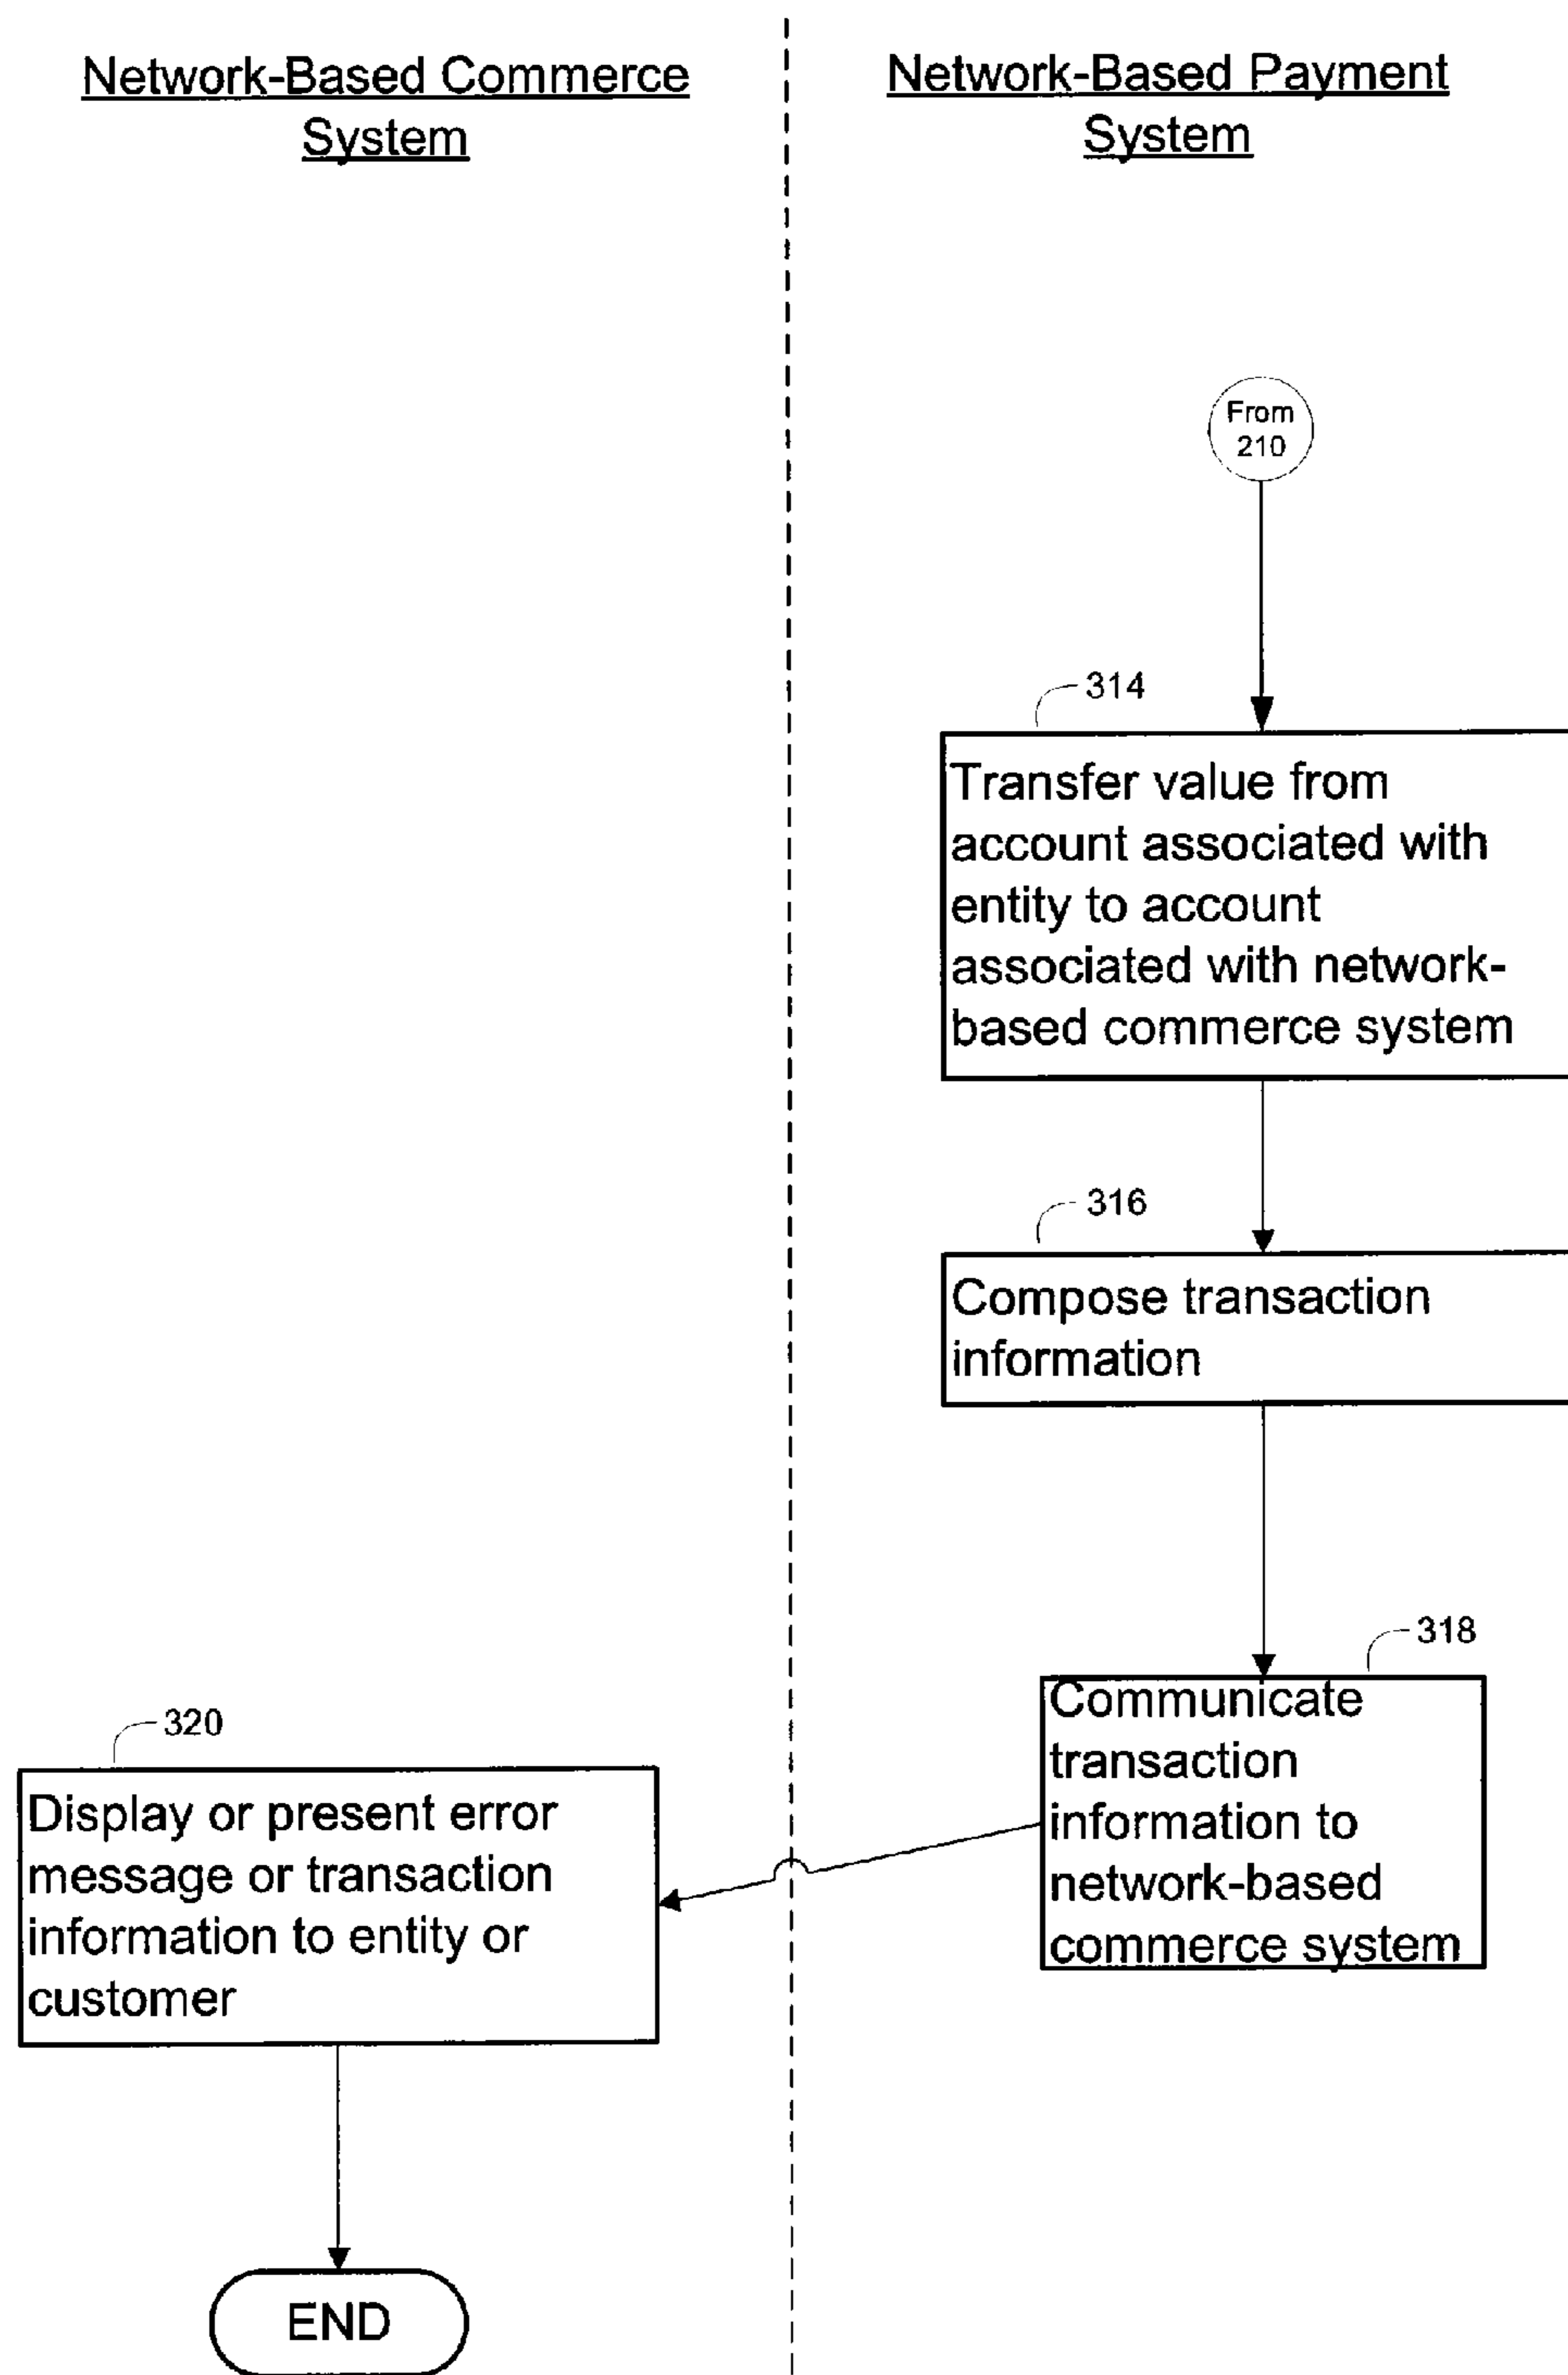 Network-Based Commerce
System
Network-Based Payment
System
From
210
314
Transfer value from
account associated with
entity to account
associated with network-
based commerce system
316
Compose transaction
information
318
Communicate
transaction
information to
network-based
commerce system
320
Display or present error
message or transaction
information to entity or
customer
END